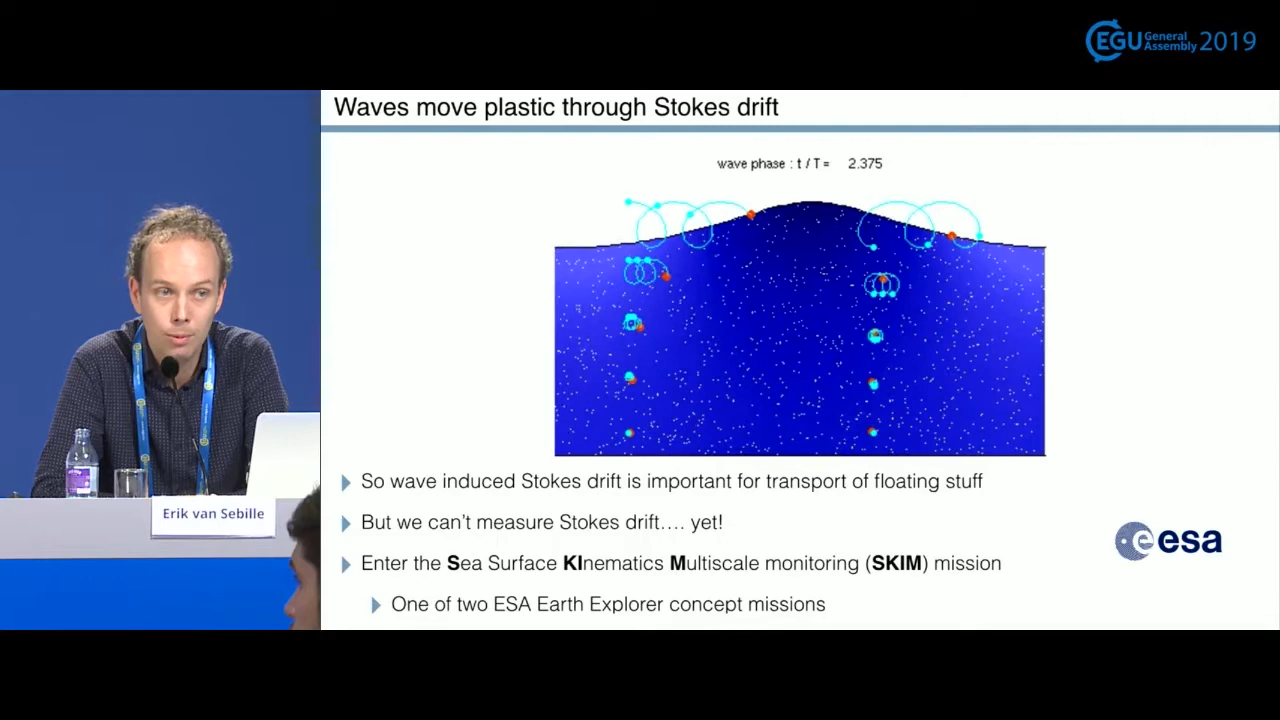 EGU General Assembly 2019
Waves move plastic through Stokes drift
wave phase : t / T = 2.375
So wave induced Stokes drift is important for transport of floating stuff
But we can't measure Stokes drift.... yet!
Enter the Sea Surface KInematics Multiscale monitoring (SKIM) mission
One of two ESA Earth Explorer concept missions
esa
Erik van Sebille